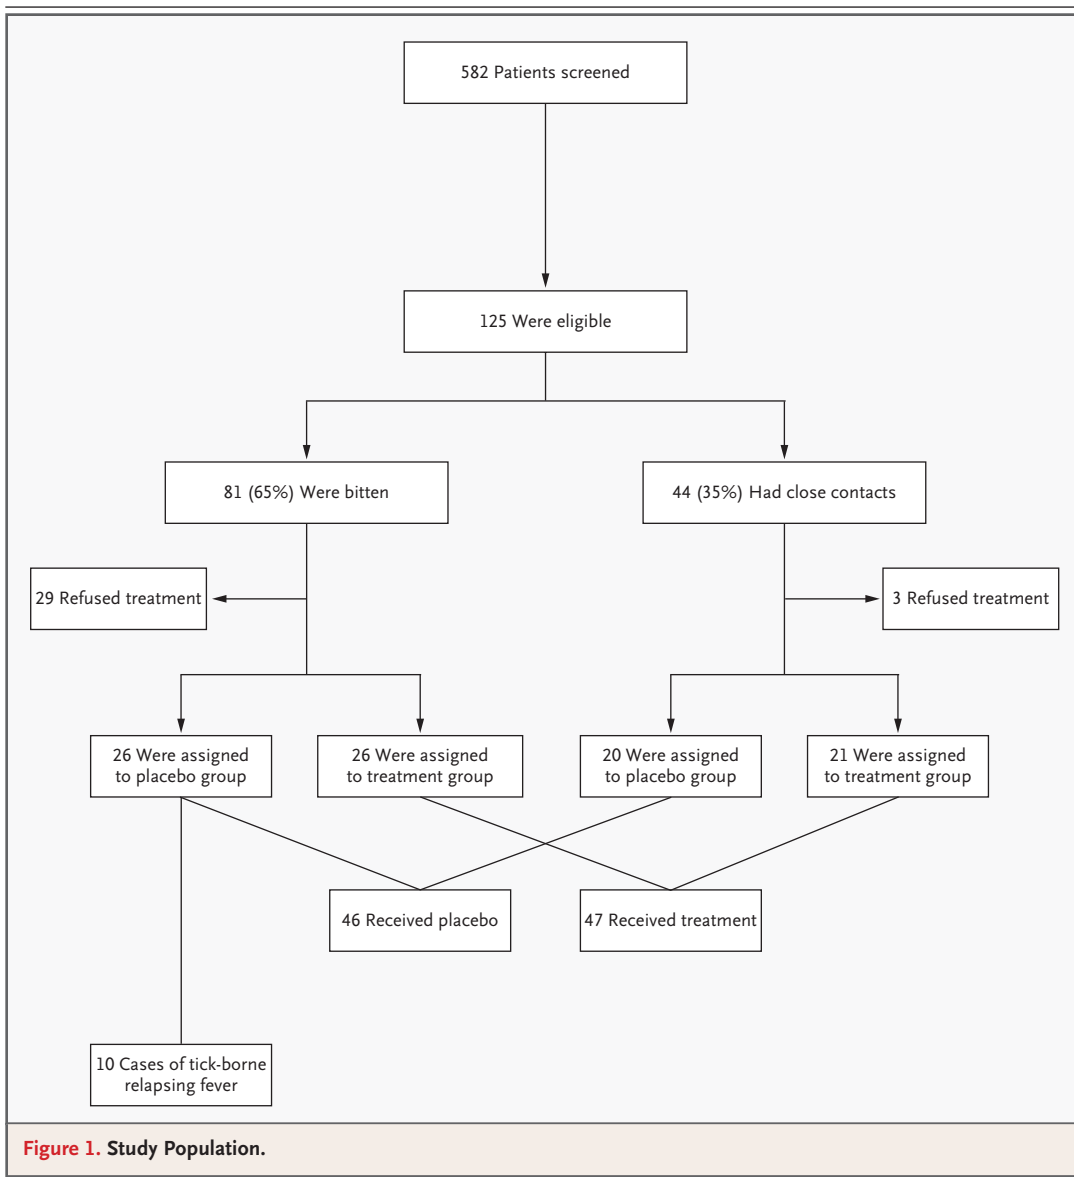 582 Patients screened
125 Were eligible
81 (65%) Were bitten
44 (35%) Had close contacts
29 Refused treatment
3 Refused treatment
26 Were assigned
to placebo group
26 Were assigned
to treatment group
20 Were assigned
to placebo group
21 Were assigned
to treatment group
46 Received placebo
47 Received treatment
10 Cases of tick-borne
relapsing fever
Figure 1. Study Population.